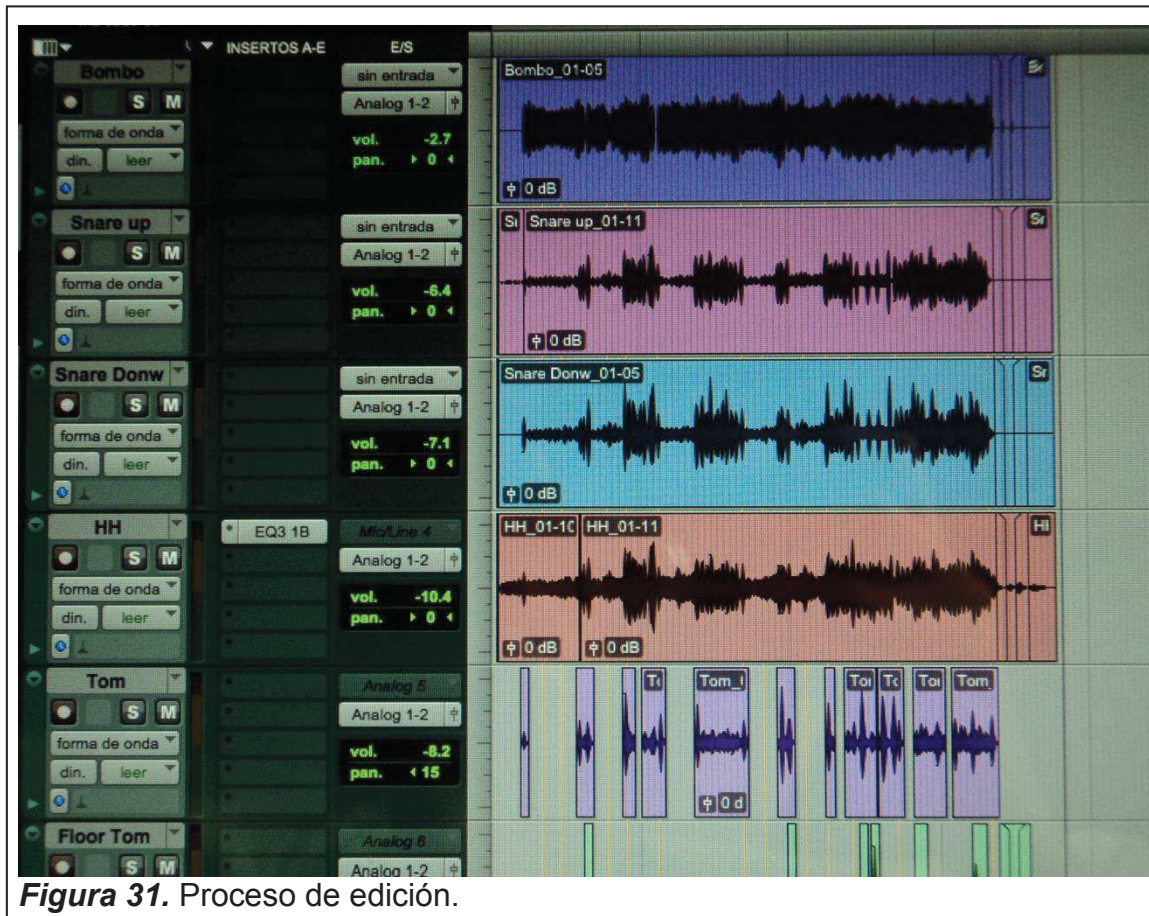 INSERTOS A-E E/S
Bombo
sin entrada
S M
Analog 1-2
forma de onda
vol. -2.7
din. leer
pan. 0
Bombo_01-05
0 dB
Snare up
sin entrada
S M
Analog 1-2
forma de onda
vol. -6.4
din. leer
pan. 0
Snare up_01-11
0 dB
Snare Donw
sin entrada
S M
Analog 1-2
forma de onda
vol. -7.1
din. leer
pan. 0
Snare Donw_01-05
Sr
0 dB
HH
EQ3 1B
Mic/Line 4
S M
Analog 1-2
forma de onda
vol. -10.4
din. leer
pan. 0
HH_01-10 HH_01-11
0 dB 0 dB
Tom
Analog 5
S M
Analog 1-2
forma de onda
vol. -8.2
din. leer
pan. 15
Tom
0 d
Floor Tom
Analog 6
S M
Analog 1-2
Figura 31. Proceso de edición.